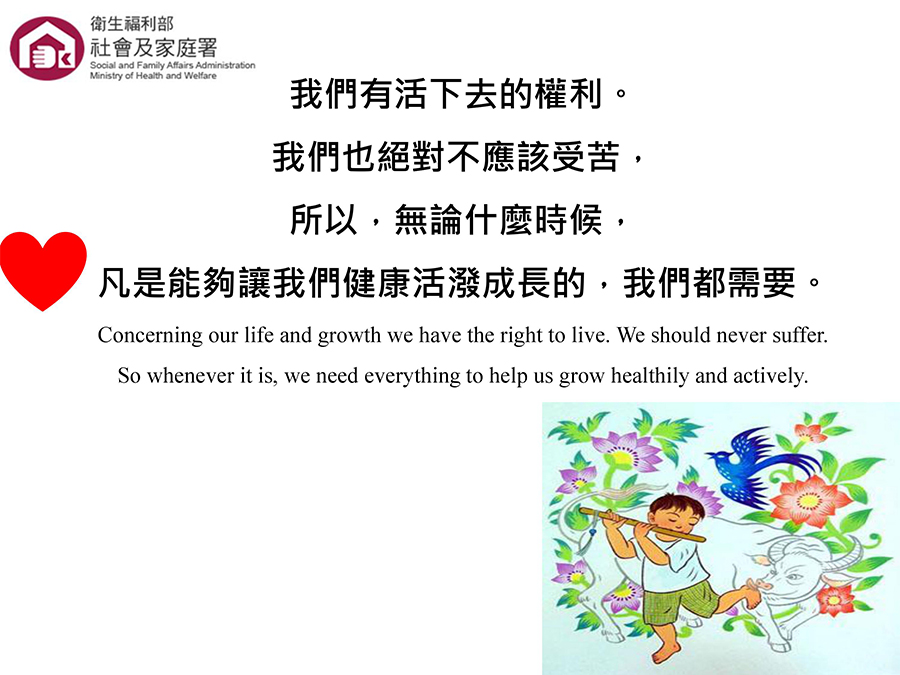 衛生福利部
社會及家庭署
Social and Family Affairs Administration
Ministry of Health and Welfare
我們有活下去的權利。
我們也絕對不應該受苦，
所以，無論什麼時候，
凡是能夠讓我們健康活潑成長的，我們都需要。
Concerning our life and growth we have the right to live. We should never suffer.
So whenever it is, we need everything to help us grow healthily and actively.